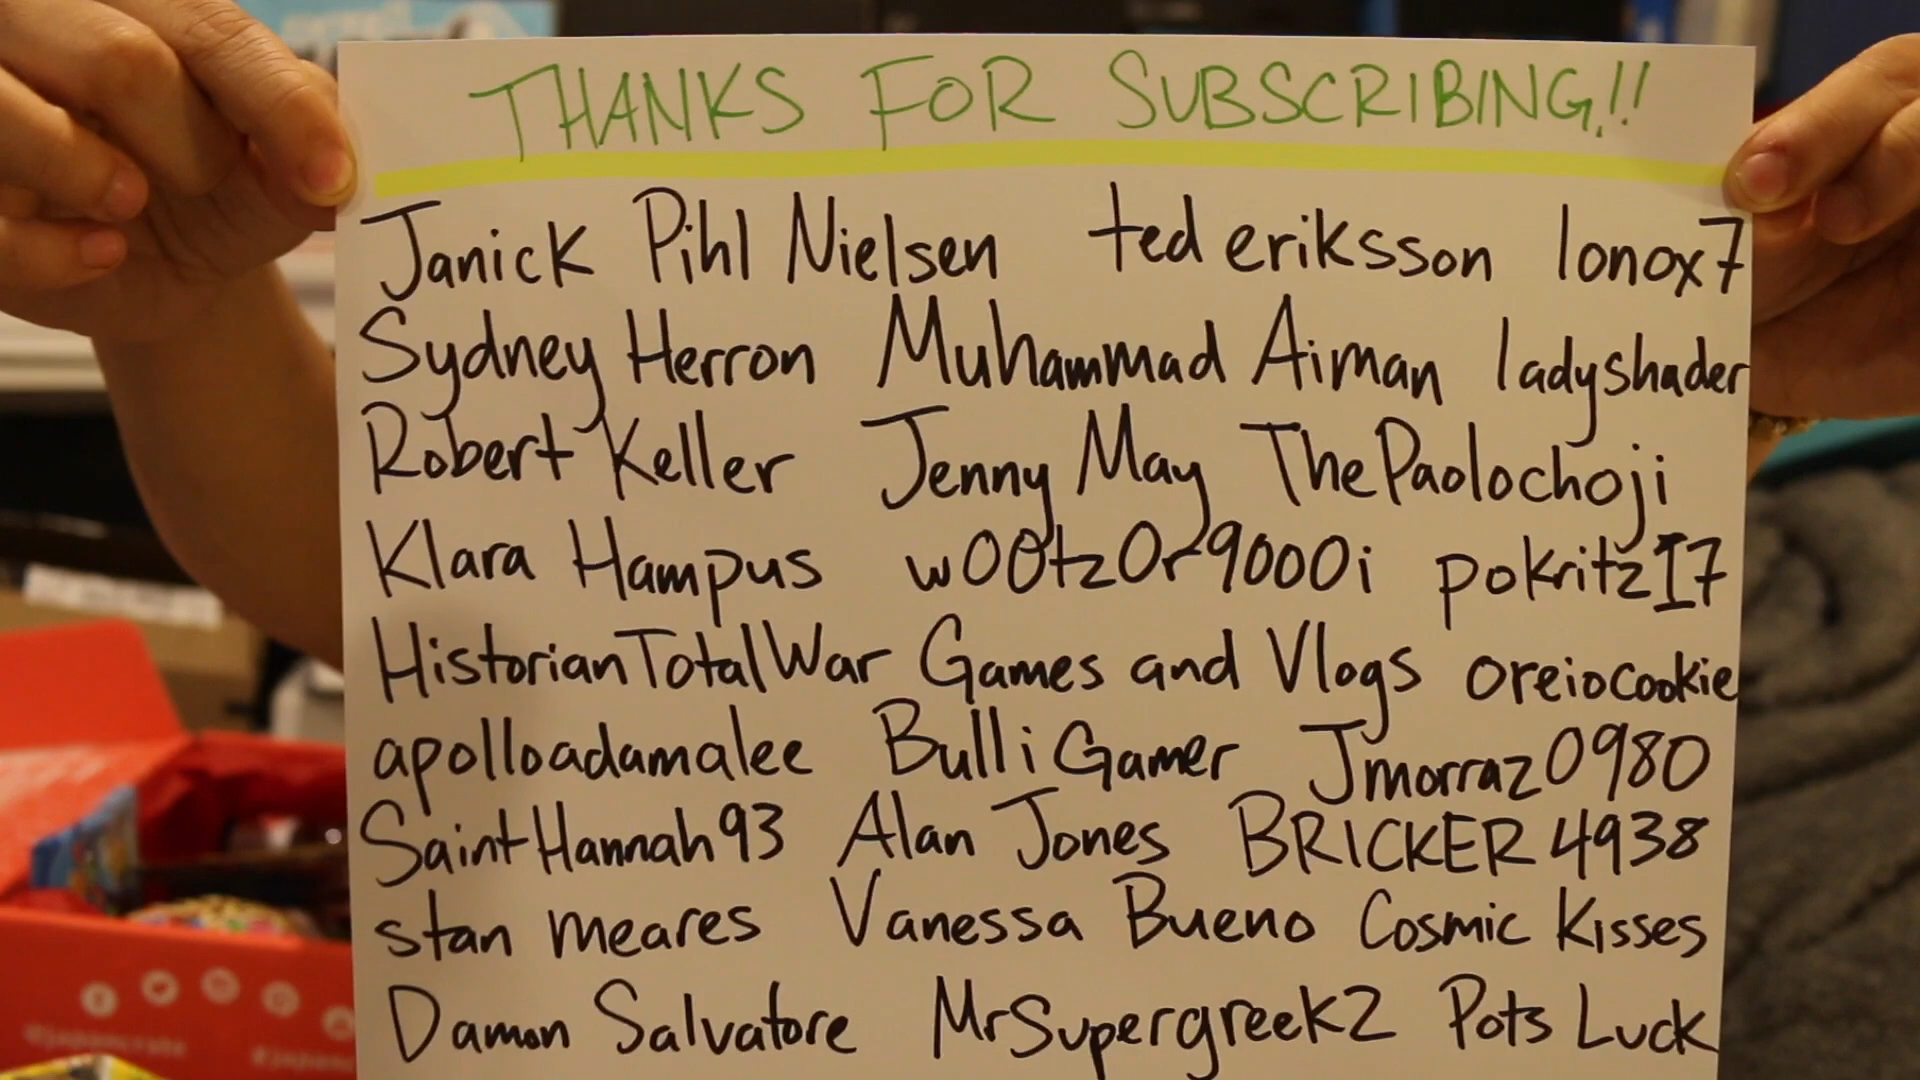 THANKS FOR SUBSCRIBING!!
Janick Pihl Nielsen ted eriksson lonox7
Sydney Herron Muhammad Aiman ladyshader
Robert Keller Jenny May ThePaolochoji
Klara Hampus w00tz0r9000i pokritzI7
HistorianTotalWar Games and Vlogs oreiocookie
apolloadamalee BulliGamer Jmorraz0980
SaintHannah93 Alan Jones BRICKER4938
stan meares Vanessa Bueno Cosmic Kisses
Damon Salvatore MrSupergreek2 Pots Luck